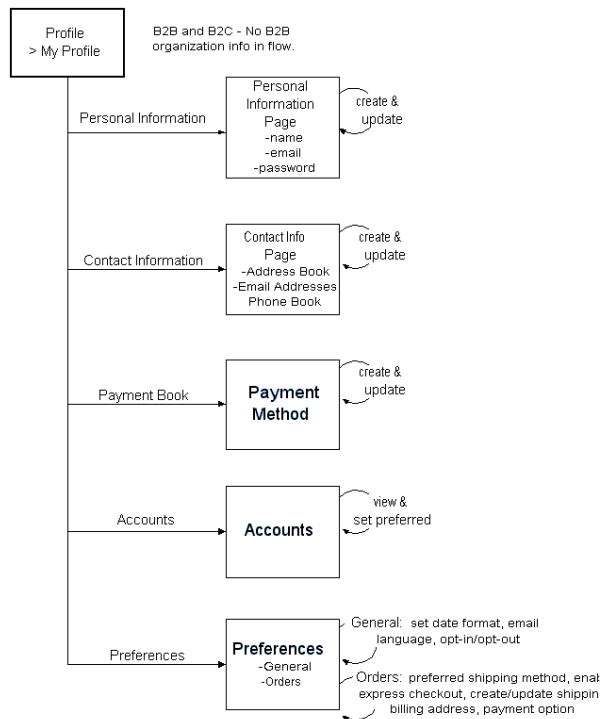 Profile
> My Profile
B2B and B2C - No B2B
organization info in flow.
Personal Information
Personal
Information
Page
-name
-email
-password
create &
update
Contact Information
Contact Info
Page
-Address Book
-Email Addresses
Phone Book
create &
update
Payment Book
Payment
Method
create &
update
Accounts
Accounts
view &
set preferred
Preferences
Preferences
-General
-Orders
General: set date format, email
language, opt-in/opt-out
Orders: preferred shipping method,
express checkout, create/update
billing address, payment option